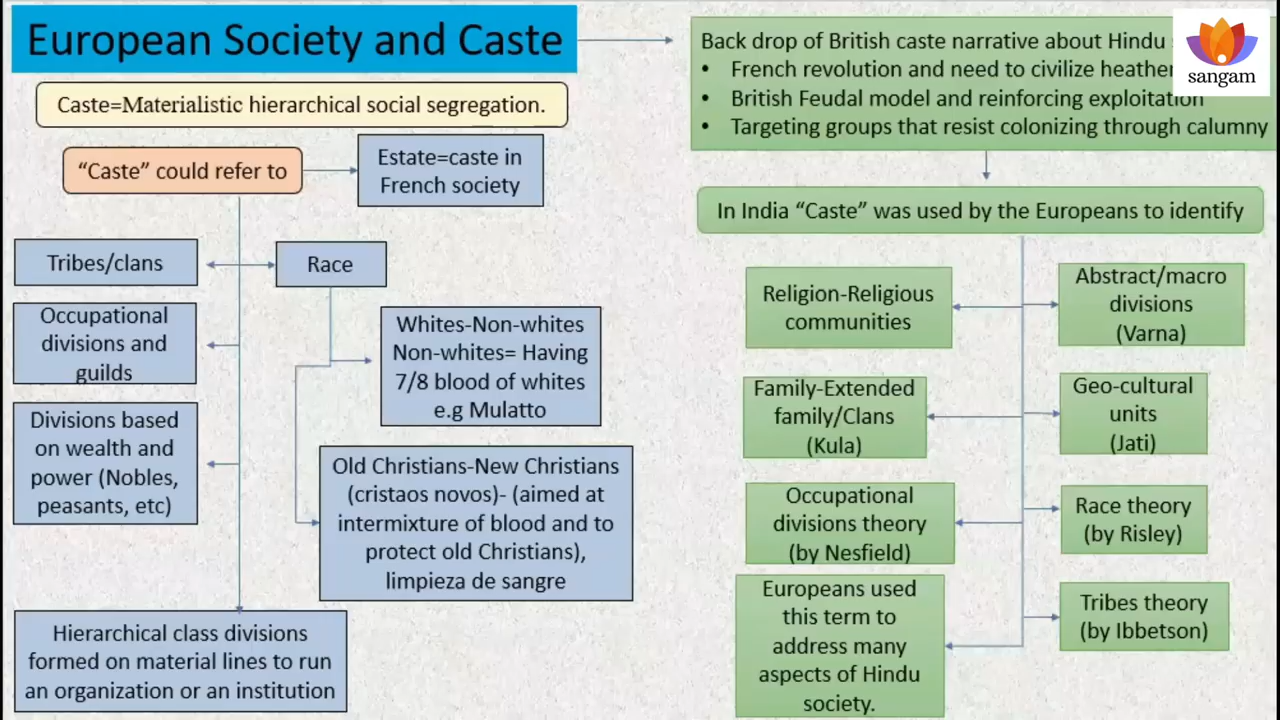 European Society and Caste
Caste=Materialistic hierarchical social segregation.
“Caste” could refer to
Estate=caste in
French society
Tribes/clans
Race
Occupational
divisions and
guilds
Whites-Non-whites
Non-whites= Having
7/8 blood of whites
e.g Mulatto
Divisions based
on wealth and
power (Nobles,
peasants, etc)
Old Christians-New Christians
(cristaos novos)- (aimed at
intermixture of blood and to
protect old Christians),
limpieza de sangre
Hierarchical class divisions
formed on material lines to run
an organization or an institution
Back drop of British caste narrative about Hindu
• French revolution and need to civilize
• British Feudal model and reinforcing exploitation
• Targeting groups that resist colonizing through calumny
sangam
In India “Caste” was used by the Europeans to identify
Religion-Religious
communities
Abstract/macro
divisions
(Varna)
Family-Extended
family/Clans
(Kula)
Geo-cultural
units
(Jati)
Occupational
divisions theory
(by Nesfield)
Race theory
(by Risley)
Europeans used
this term to
address many
aspects of Hindu
society.
Tribes theory
(by Ibbetson)